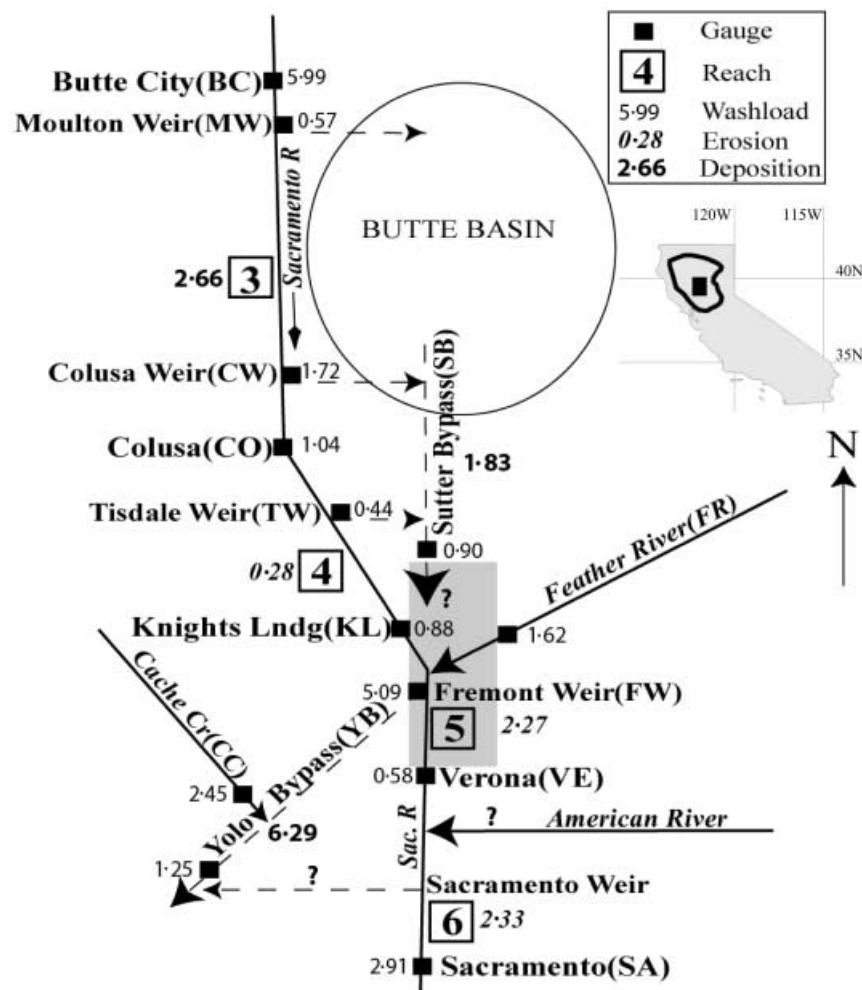 Gauge
4 Reach
5·99 Washload
0·28 Erosion
2·66 Deposition
120W 115W
40N
35N
N
Butte City(BC) 5·99
Moulton Weir(MW) 0·57
Sacramento R
BUTTE BASIN
2·66 3
Colusa Weir(CW) 1·72
Sutter Bypass(SB)
1·83
Colusa(CO) 1·04
Tisdale Weir(TW) 0·44
0·90
Feather River(FR)
0·28 4
?
Knights Lndg(KL) 0·88
1·62
5·09 Fremont Weir(FW)
Cache Cr(CC)
5 2·27
Yolo Bypass(YB)
0·58 Verona(VE)
2·45
6·29
Sac. R
? American River
1·25
?
Sacramento Weir
6 2·33
2·91 Sacramento(SA)